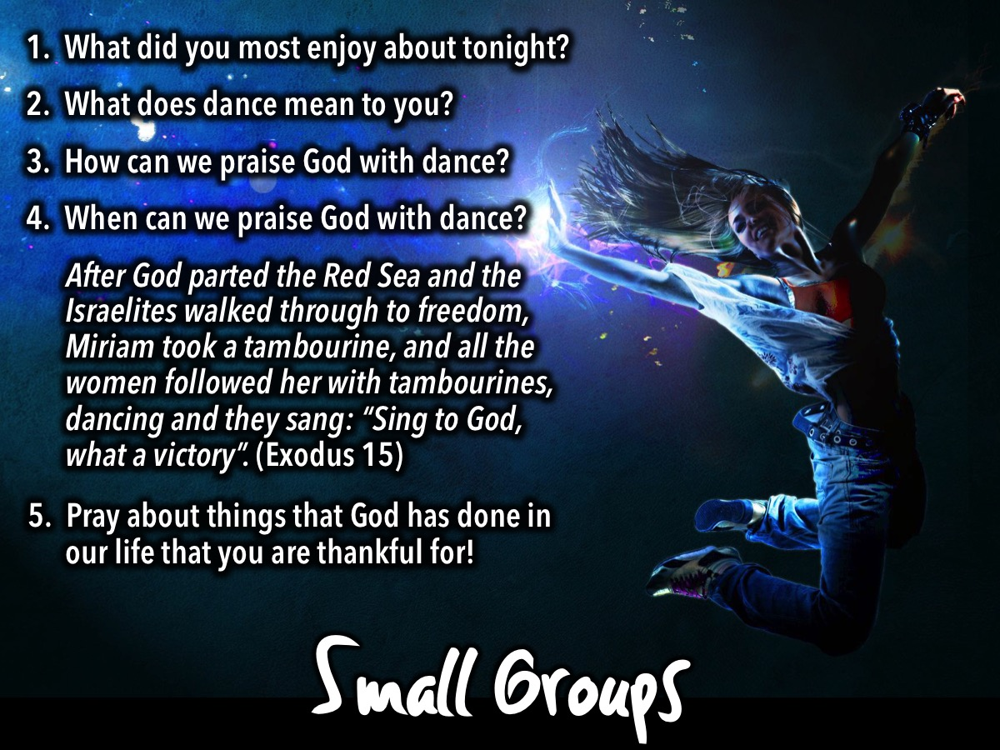 1. What did you most enjoy about tonight?
2. What does dance mean to you?
3. How can we praise God with dance?
4. When can we praise God with dance?
After God parted the Red Sea and the
Israelites walked through to freedom,
Miriam took a tambourine, and all the
women followed her with tambourines,
dancing and they sang: “Sing to God,
what a victory”. (Exodus 15)
5. Pray about things that God has done in
our life that you are thankful for!
Small Groups